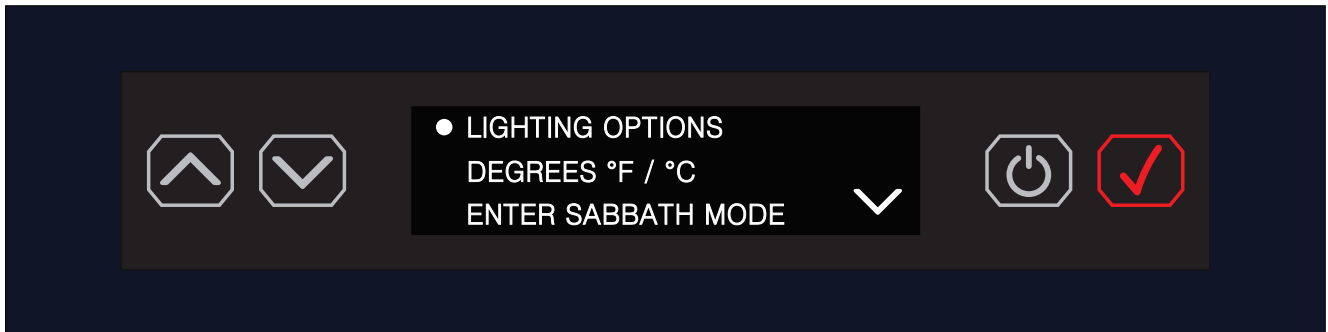 LIGHTING OPTIONS
DEGREES °F / °C
ENTER SABBATH MODE